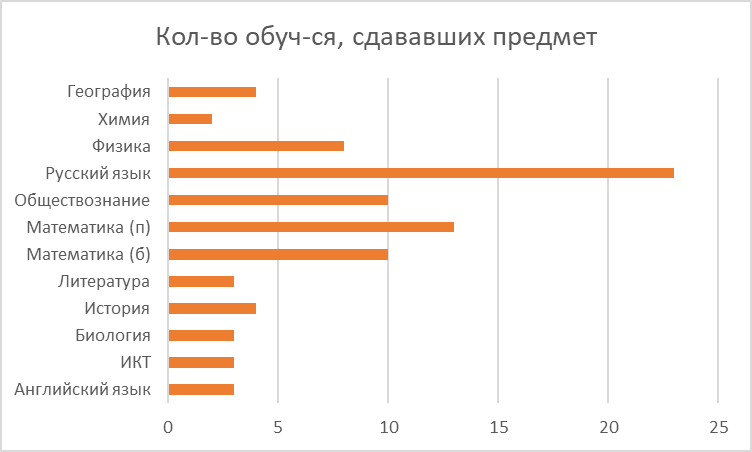 Кол-во обуч-ся, сдававших предмет
География
Химия
Физика
Русский язык
Обществознание
Математика (п)
Математика (б)
Литература
История
Биология
ИКТ
Английский язык
0 5 10 15 20 25